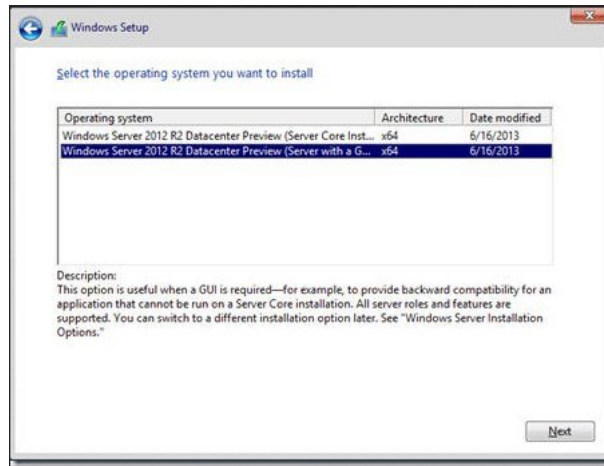 Windows Setup
Select the operating system you want to install
Operating system Architecture Date modified
Windows Server 2012 R2 Datacenter Preview (Server Core Inst... x64 6/16/2013
Windows Server 2012 R2 Datacenter Preview (Server with a G... x64 6/16/2013
Description:
This option is useful when a GUI is required—for example, to provide backward compatibility for an
application that cannot be run on a Server Core installation. All server roles and features are
supported. You can switch to a different installation option later. See "Windows Server Installation
Options."
Next